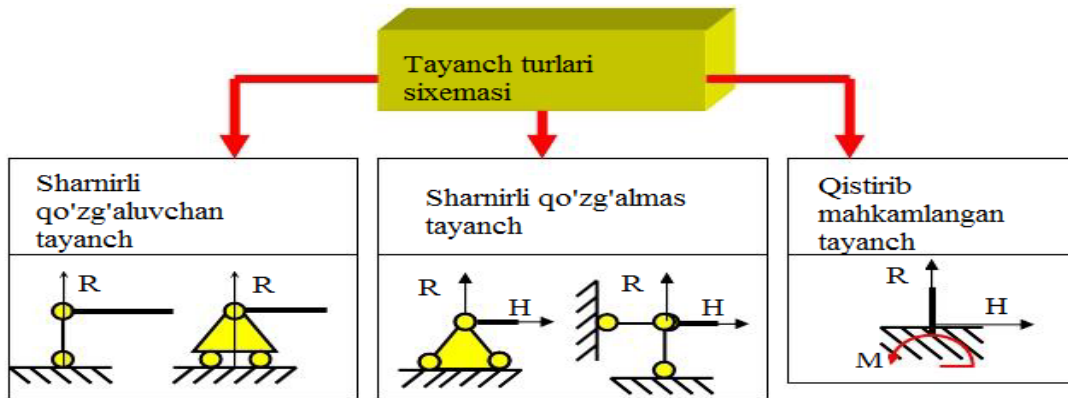 Tayanch turlari
sixemasi
Sharnirli
qo'zg'aluvchan
tayanch
Sharnirli qo'zg'almas
tayanch
Qistirib
mahkamlangan
tayanch
R
R
R
H
R
H
R
H
M